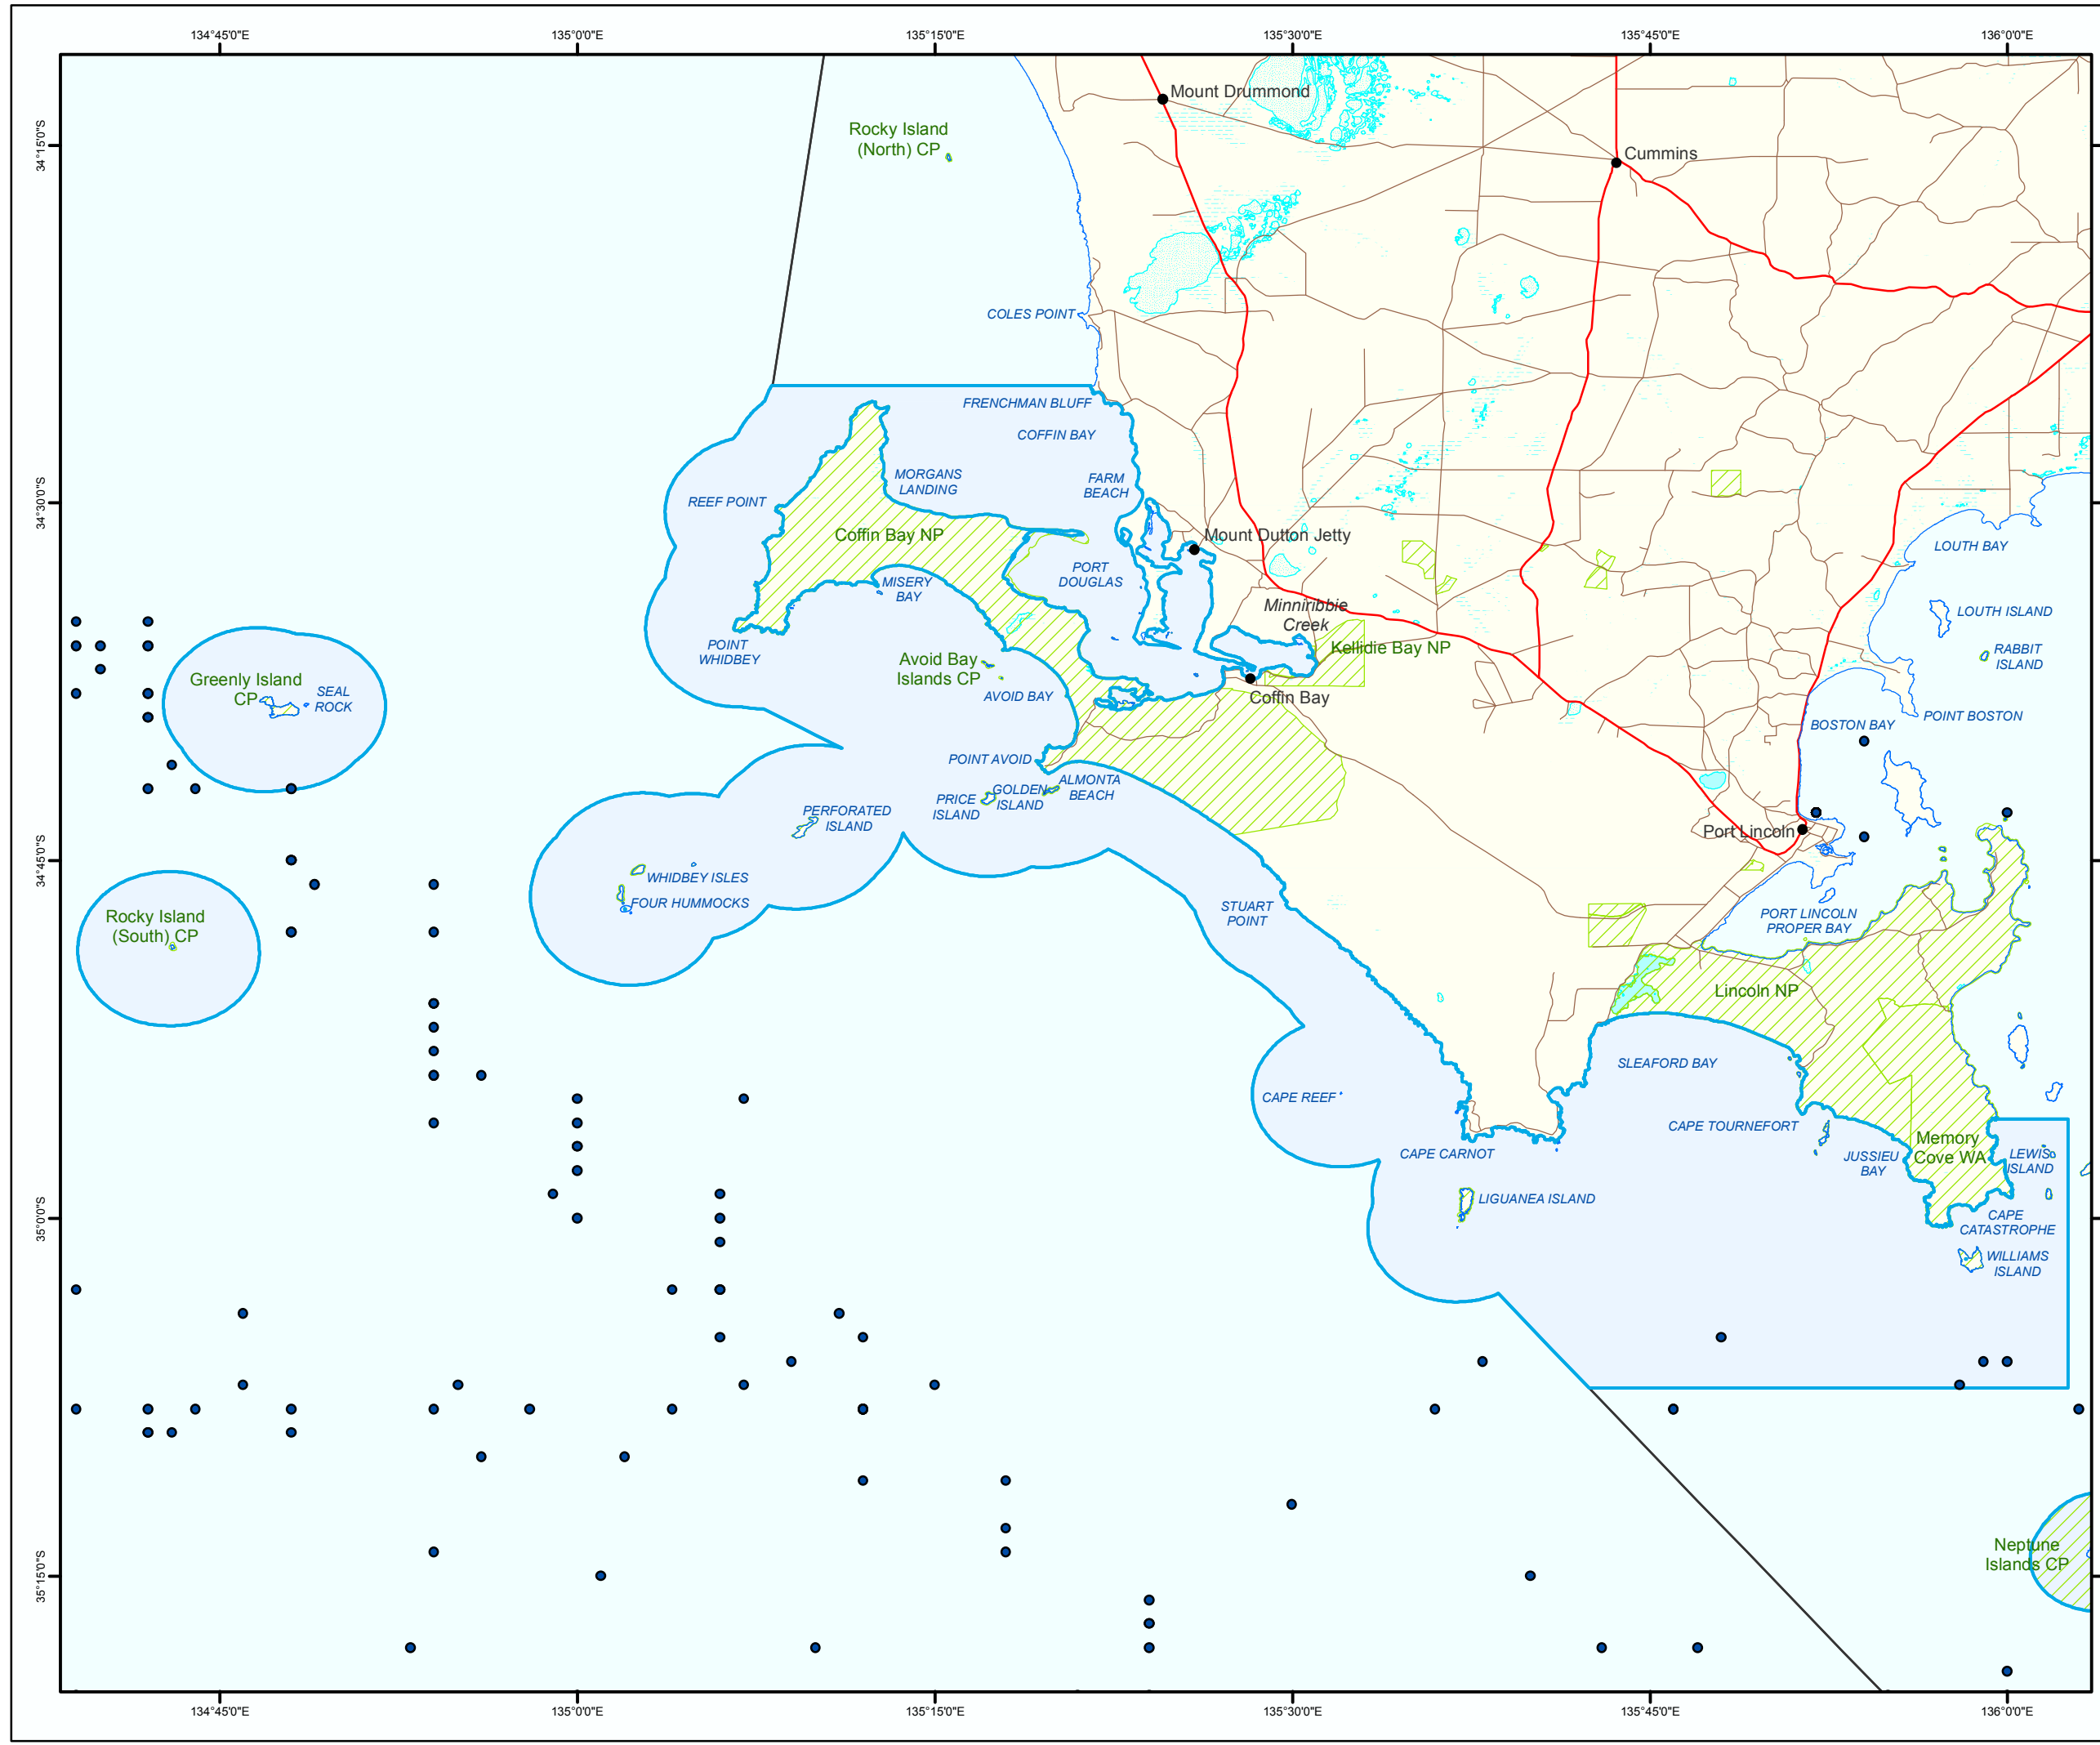 134°45'0"E
135°0'0"E
135°15'0"E
135°30'0"E
135°45'0"E
136°0'0"E
34°15'0"S
34°30'0"S
34°45'0"S
35°0'0"S
35°15'0"S
Mount Drummond
Rocky Island
(North) CP
Cummins
COLES POINT
FRENCHMAN BLUFF
COFFIN BAY
MORGANS
LANDING
FARM
BEACH
REEF POINT
Coffin Bay NP
Mount Dutton Jetty
LOUTH BAY
PORT
DOUGLAS
MISERY
BAY
Minniribbie
Creek
LOUTH ISLAND
POINT
WHIDBEY
Kellidie Bay NP
RABBIT
ISLAND
Avoid Bay
Islands CP
Greenly Island
CP
SEAL
ROCK
AVOID BAY
Coffin Bay
BOSTON BAY
POINT BOSTON
POINT AVOID
ALMONTA
BEACH
GOLDEN
ISLAND
PRICE
ISLAND
PERFORATED
ISLAND
Port Lincoln
WHIDBEY ISLES
FOUR HUMMOCKS
Rocky Island
(South) CP
STUART
POINT
PORT LINCOLN
PROPER BAY
Lincoln NP
SLEAFORD BAY
CAPE REEF
CAPE TOURNEFORT
CAPE CARNOT
JUSSIEU
BAY
Memory
Cove WA
LEWIS
ISLAND
LIGUANEA ISLAND
CAPE
CATASTROPHE
WILLIAMS
ISLAND
Neptune
Islands CP
134°45'0"E
135°0'0"E
135°15'0"E
135°30'0"E
135°45'0"E
136°0'0"E